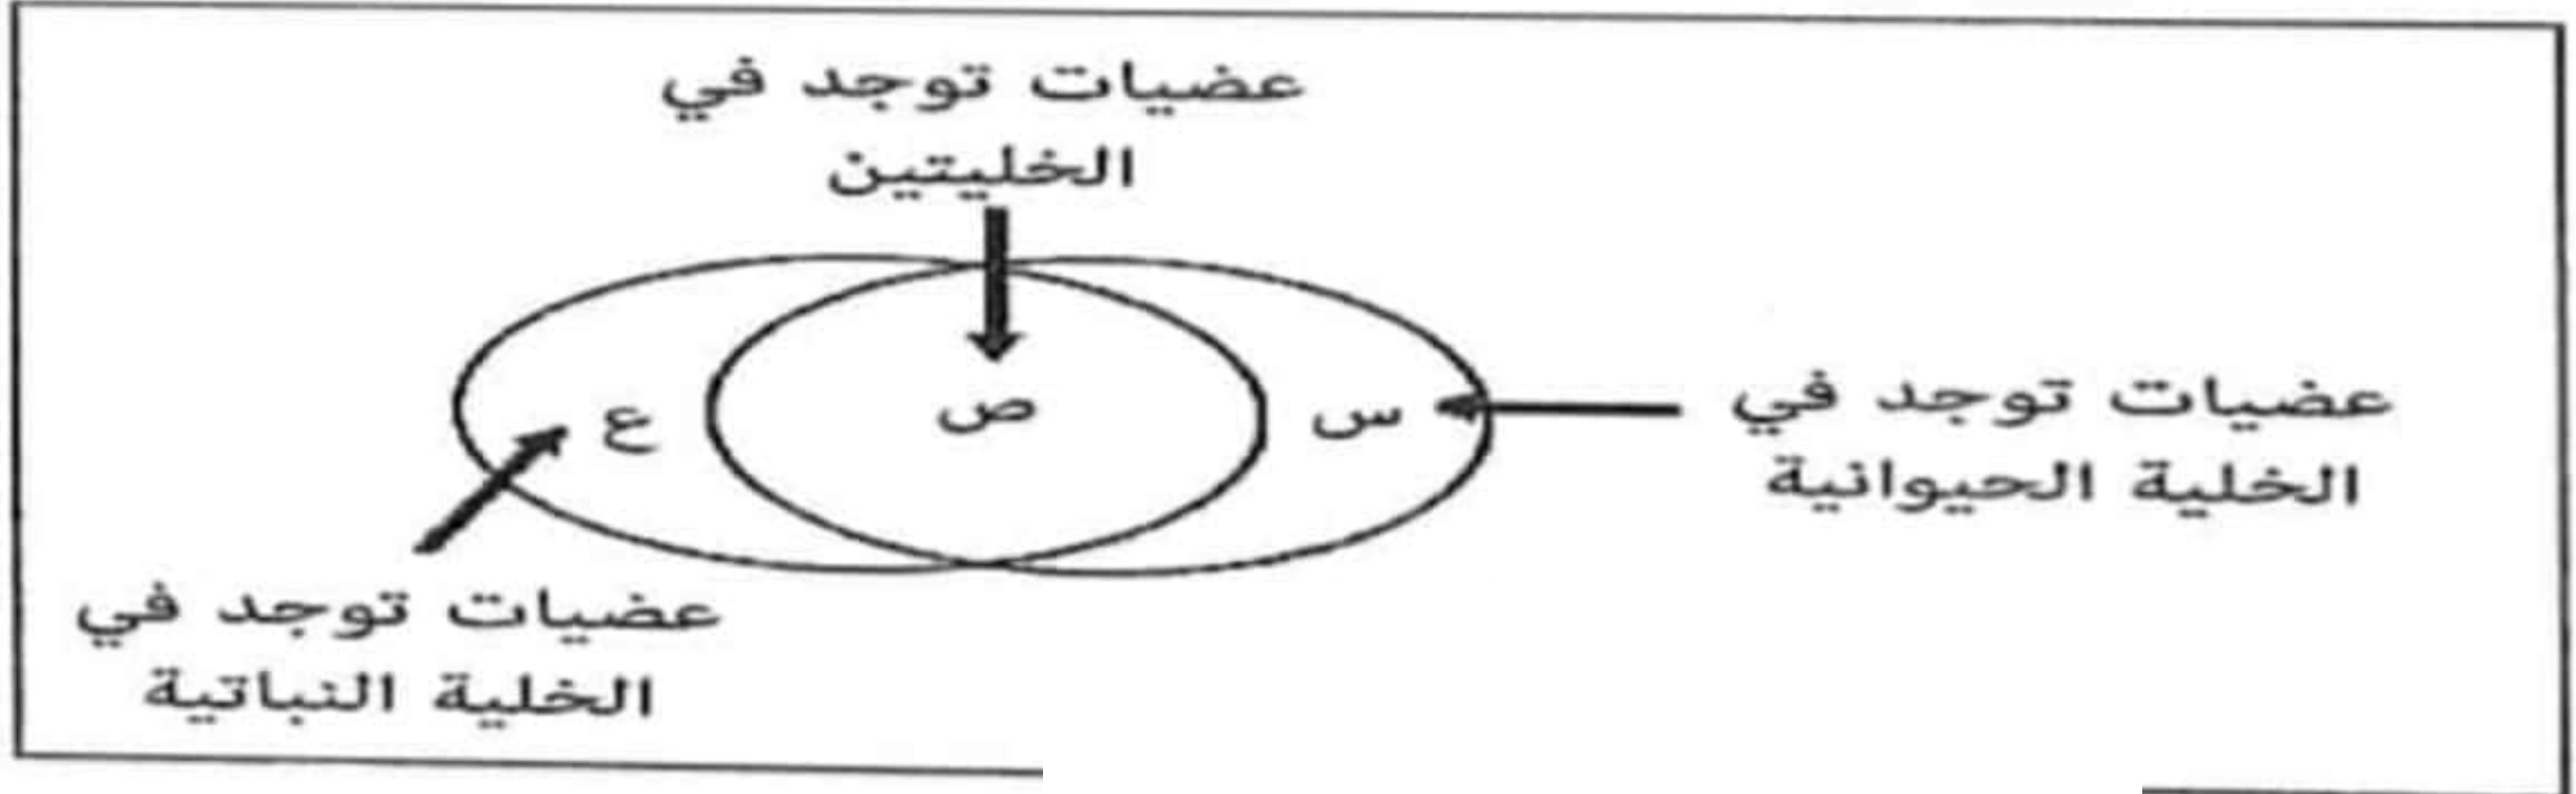 عضيات توجد في
الخليتين
ع
ص
س
عضيات توجد في
الخلية الحيوانية
عضيات توجد في
الخلية النباتية